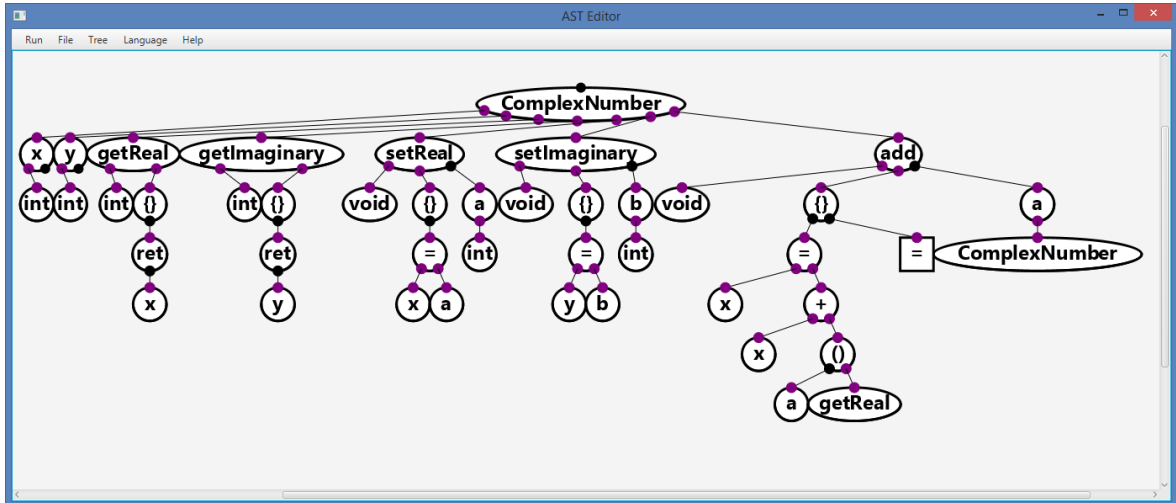 AST Editor
Run File Tree Language Help
ComplexNumber
x y getReal getImaginary setReal setImaginary add
int int int {} int {} void {} a void {} b void {} a
ret ret = int = int = = ComplexNumber
x y x a y b x +
x ()
a getReal